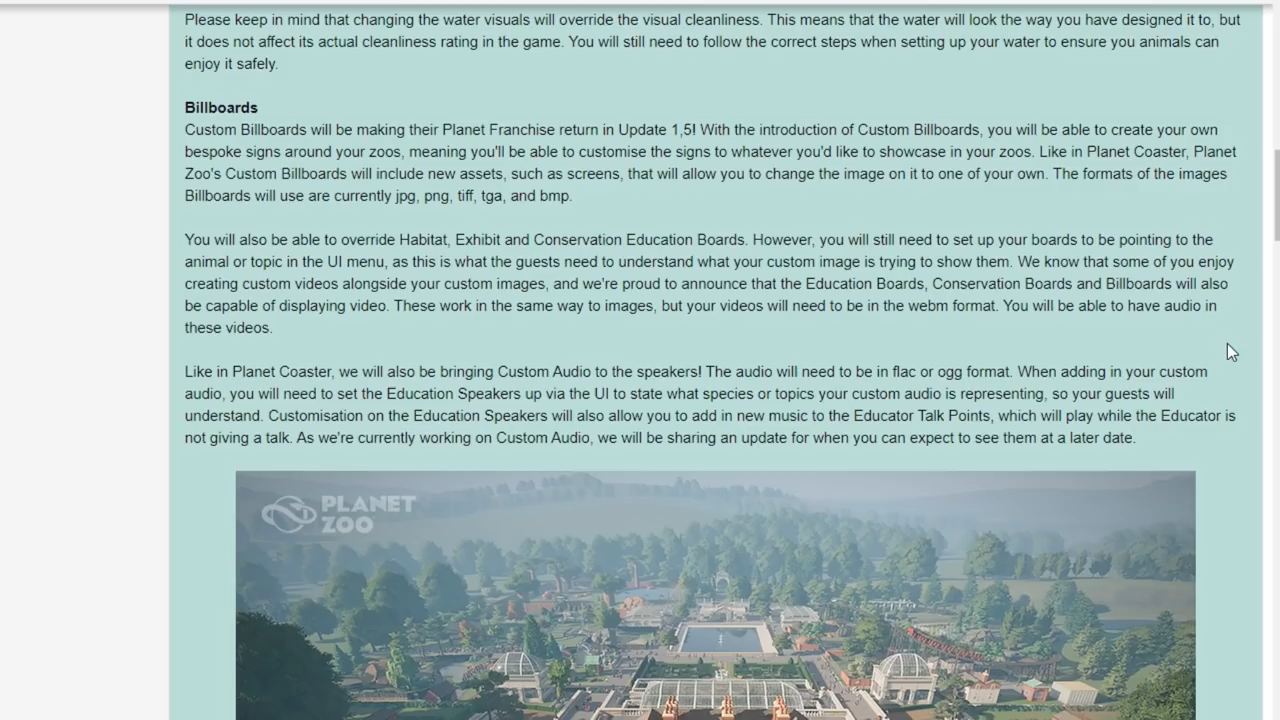 Please keep in mind that changing the water visuals will override the visual cleanliness. This means that the water will look the way you have designed it to, but
it does not affect its actual cleanliness rating in the game. You will still need to follow the correct steps when setting up your water to ensure you animals can
enjoy it safely.
Billboards
Custom Billboards will be making their Planet Franchise return in Update 1,5! With the introduction of Custom Billboards, you will be able to create your own
bespoke signs around your zoos, meaning you'll be able to customise the signs to whatever you'd like to showcase in your zoos. Like in Planet Coaster, Planet
Zoo's Custom Billboards will include new assets, such as screens, that will allow you to change the image on it to one of your own. The formats of the images
Billboards will use are currently jpg, png, tiff, tga, and bmp.
You will also be able to override Habitat, Exhibit and Conservation Education Boards. However, you will still need to set up your boards to be pointing to the
animal or topic in the UI menu, as this is what the guests need to understand what your custom image is trying to show them. We know that some of you enjoy
creating custom videos alongside your custom images, and we're proud to announce that the Education Boards, Conservation Boards and Billboards will also
be capable of displaying video. These work in the same way to images, but your videos will need to be in the webm format. You will be able to have audio in
these videos.
Like in Planet Coaster, we will also be bringing Custom Audio to the speakers! The audio will need to be in flac or ogg format. When adding in your custom
audio, you will need to set the Education Speakers up via the UI to state what species or topics your custom audio is representing, so your guests will
understand. Customisation on the Education Speakers will also allow you to add in new music to the Educator Talk Points, which will play while the Educator is
not giving a talk. As we're currently working on Custom Audio, we will be sharing an update for when you can expect to see them at a later date.
PLANET
ZOO